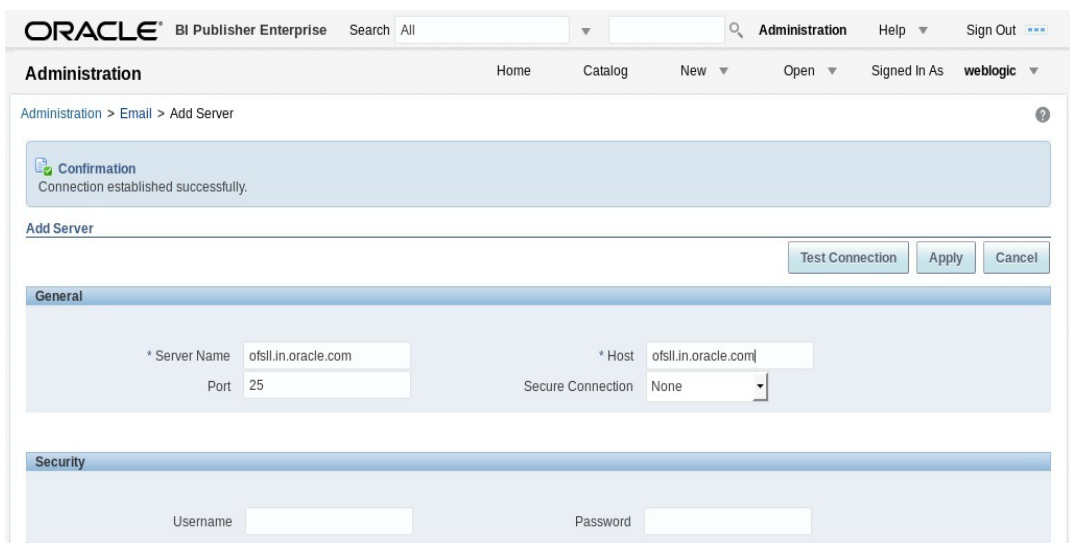 ORACLE® BI Publisher Enterprise Search All Administration Help Sign Out
Administration Home Catalog New Open Signed In As weblogic
Administration > Email > Add Server ?
Confirmation
Connection established successfully.
Add Server
Test Connection Apply Cancel
General
* Server Name ofsll.in.oracle.com * Host ofsll.in.oracle.com
Port 25 Secure Connection None
Security
Username Password